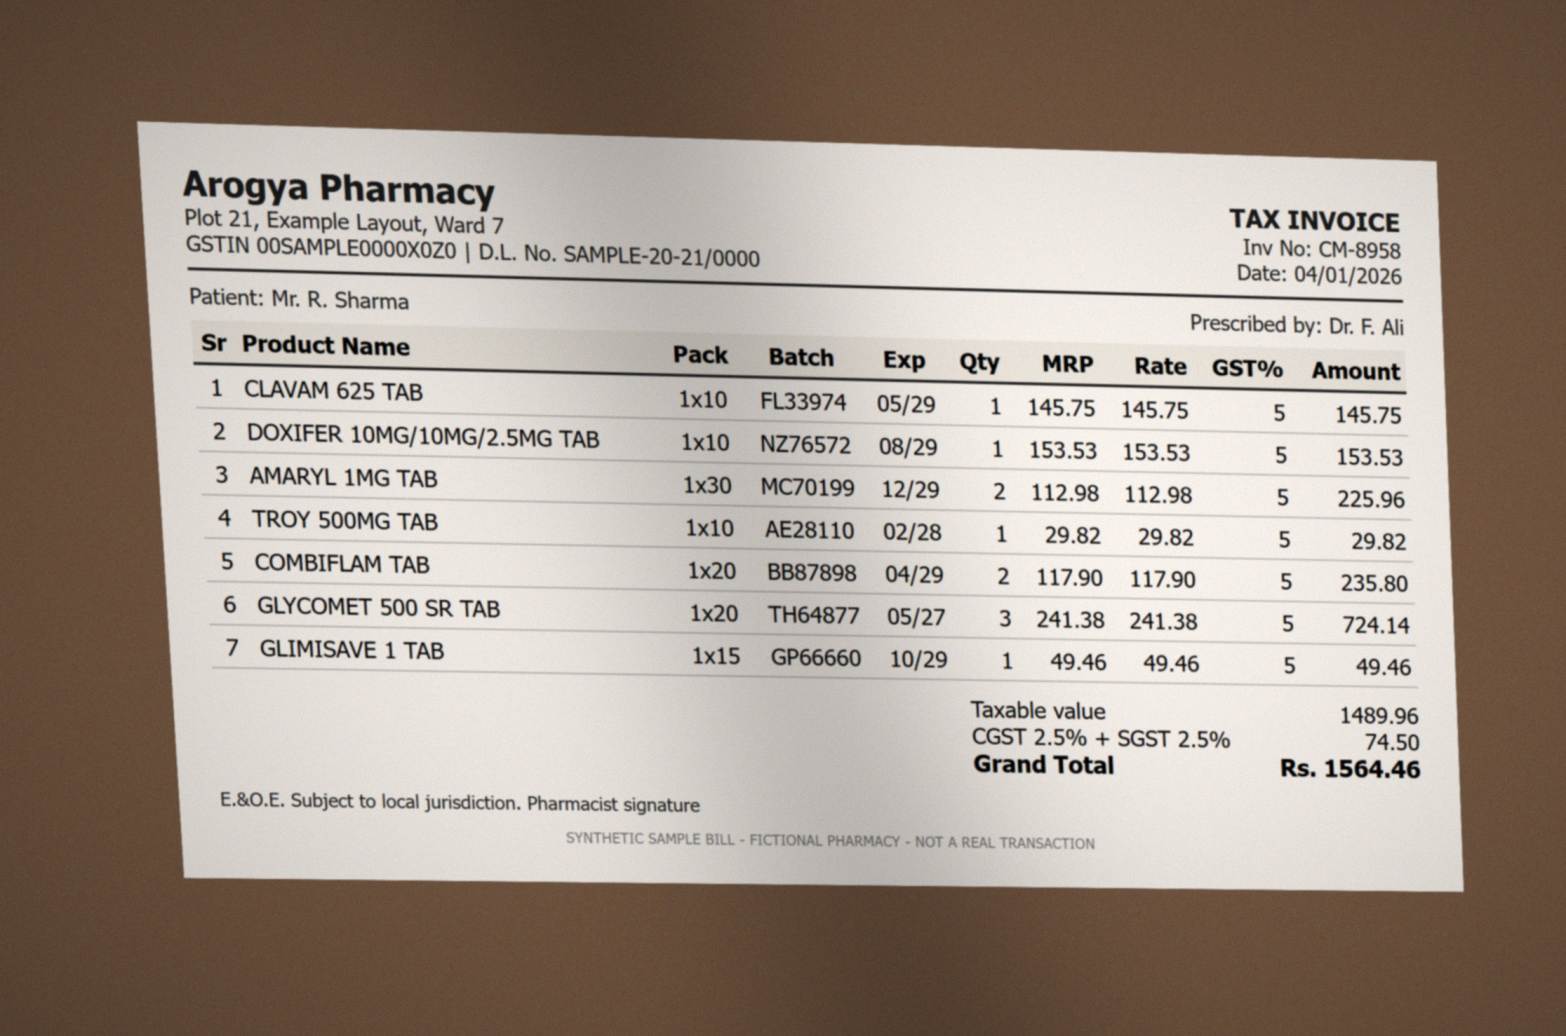 Arogya Pharmacy
Plot 21, Example Layout, Ward 7
GSTIN 00SAMPLE0000X0Z0 | D.L. No. SAMPLE-20-21/0000
TAX INVOICE
Inv No: CM-8958
Date: 04/01/2026
Patient: Mr. R. Sharma
Prescribed by: Dr. F. Ali
Sr Product Name Pack Batch Exp Qty MRP Rate GST% Amount
1 CLAVAM 625 TAB 1x10 FL33974 05/29 1 145.75 145.75 5 145.75
2 DOXIFER 10MG/10MG/2.5MG TAB 1x10 NZ76572 08/29 1 153.53 153.53 5 153.53
3 AMARYL 1MG TAB 1x30 MC70199 12/29 2 112.98 112.98 5 225.96
4 TROY 500MG TAB 1x10 AE28110 02/28 1 29.82 29.82 5 29.82
5 COMBIFLAM TAB 1x20 BB87898 04/29 2 117.90 117.90 5 235.80
6 GLYCOMET 500 SR TAB 1x20 TH64877 05/27 3 241.38 241.38 5 724.14
7 GLIMISAVE 1 TAB 1x15 GP66660 10/29 1 49.46 49.46 5 49.46
Taxable value 1489.96
CGST 2.5% + SGST 2.5% 74.50
Grand Total Rs. 1564.46
E.&O.E. Subject to local jurisdiction. Pharmacist signature
SYNTHETIC SAMPLE BILL - FICTIONAL PHARMACY - NOT A REAL TRANSACTION